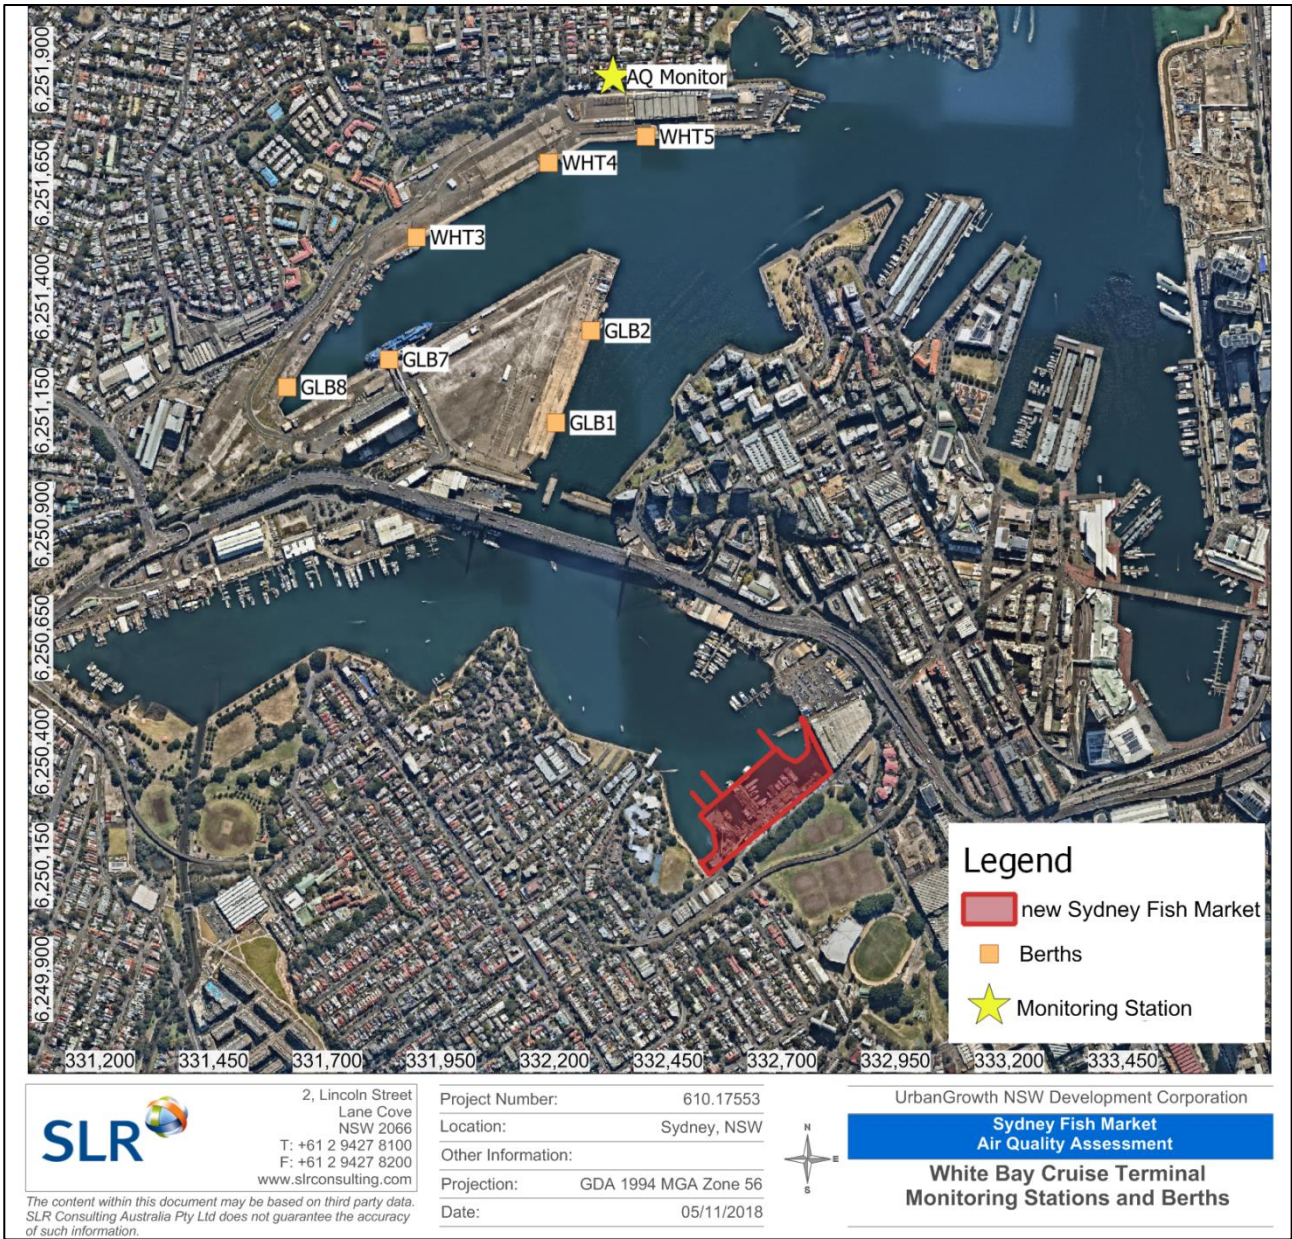 6,251,900
6,251,650
6,251,400
6,251,150
6,250,900
6,250,650
6,250,400
6,250,150
6,249,900
AQ Monitor
WHT5
WHT4
WHT3
GLB2
GLB7
GLB8
GLB1
Legend
new Sydney Fish Market
Berths
Monitoring Station
331,200
331,450
331,700
331,950
332,200
332,450
332,700
332,950
333,200
333,450
SLR
2, Lincoln Street
Lane Cove
NSW 2066
T: +61 2 9427 8100
F: +61 2 9427 8200
www.slrconsulting.com
The content within this document may be based on third party data.
SLR Consulting Australia Pty Ltd does not guarantee the accuracy
of such information.
Project Number: 610.17553
Location: Sydney, NSW
Other Information:
Projection: GDA 1994 MGA Zone 56
Date: 05/11/2018
N
E
S
UrbanGrowth NSW Development Corporation
Sydney Fish Market
Air Quality Assessment
White Bay Cruise Terminal
Monitoring Stations and Berths